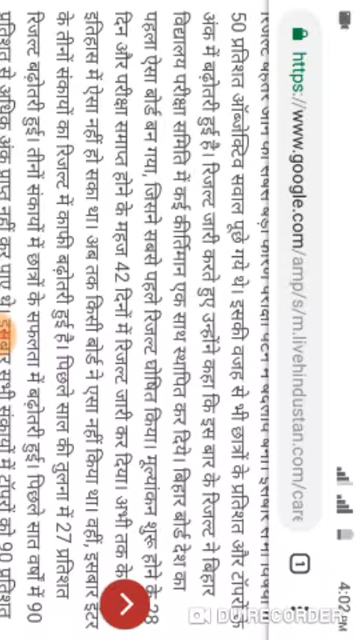 4:02PM
https://www.google.com/amp/s/m.livehindustan.com/care
1
50 प्रतिशत ऑब्जेक्टिव सवाल पूछे गये थे। इसकी वजह से भी छात्रों के प्रतिशत और टॉपरों के
अंक में बढ़ोतरी हुई है। रिजल्ट जारी करते हुए उन्होंने कहा कि इस बार के रिजल्ट ने बिहार
विद्यालय परीक्षा समिति में कई कीर्तिमान एक साथ स्थापित कर दिये। बिहार बोर्ड देश का
पहला ऐसा बोर्ड बन गया, जिसने सबसे पहले रिजल्ट घोषित किया। मूल्यांकन शुरू होने के 28
दिन और परीक्षा समाप्त होने के महज 42 दिनों में रिजल्ट जारी कर दिया। अभी तक के
इतिहास में ऐसा नहीं हो सका था। अब तक किसी बोर्ड ने एसा नहीं किया था। वहीं, इसबार इंटर
के तीनों संकायों का रिजल्ट में काफी बढ़ोतरी हुई है। पिछले साल की तुलना में 27 प्रतिशत
रिजल्ट बढ़ोतरी हुई। तीनों संकायों में छात्रों के सफलता में बढ़ोतरी हुई। पिछले सात वर्षों में 90
प्रतिशत से अधिक अंक प्राप्त नहीं कर पाए थे। इसबार सभी संकायों में टॉपरों को 90 प्रतिशत
DU RECORDER